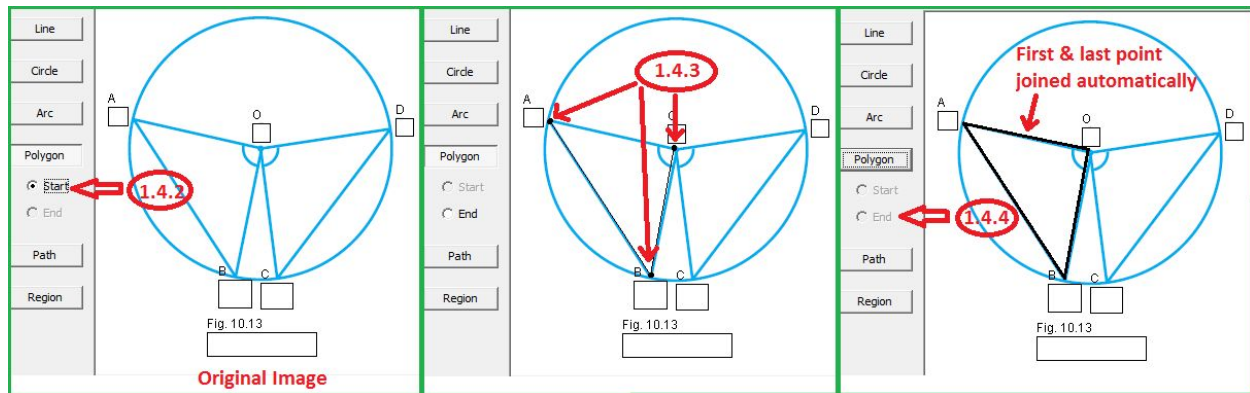 Line
Circle
Arc
Polygon
Start
End
Path
Region
A
O
D
B
C
1.4.2
Fig. 10.13
Original Image
Line
Circle
Arc
Polygon
Start
End
Path
Region
1.4.3
A
O
D
B
C
Fig. 10.13
Line
Circle
Arc
Polygon
Start
End
Path
Region
First & last point
joined automatically
A
O
D
1.4.4
B
C
Fig. 10.13